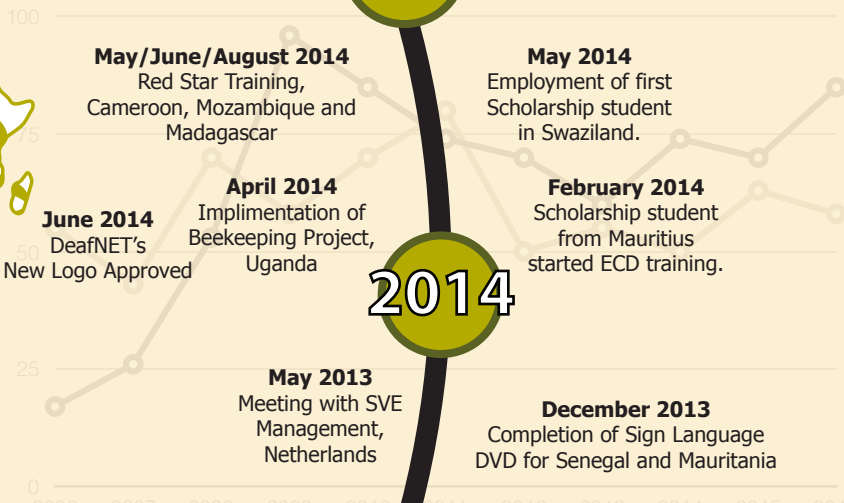 100
May/June/August 2014
Red Star Training,
Cameroon, Mozambique and
Madagascar
May 2014
Employment of first
Scholarship student
in Swaziland.
75
April 2014
Implimentation of
Beekeeping Project,
Uganda
February 2014
Scholarship student
from Mauritius
started ECD training.
June 2014
DeafNET's
New Logo Approved
50
2014
25
May 2013
Meeting with SVE
Management,
Netherlands
December 2013
Completion of Sign Language
DVD for Senegal and Mauritania
0